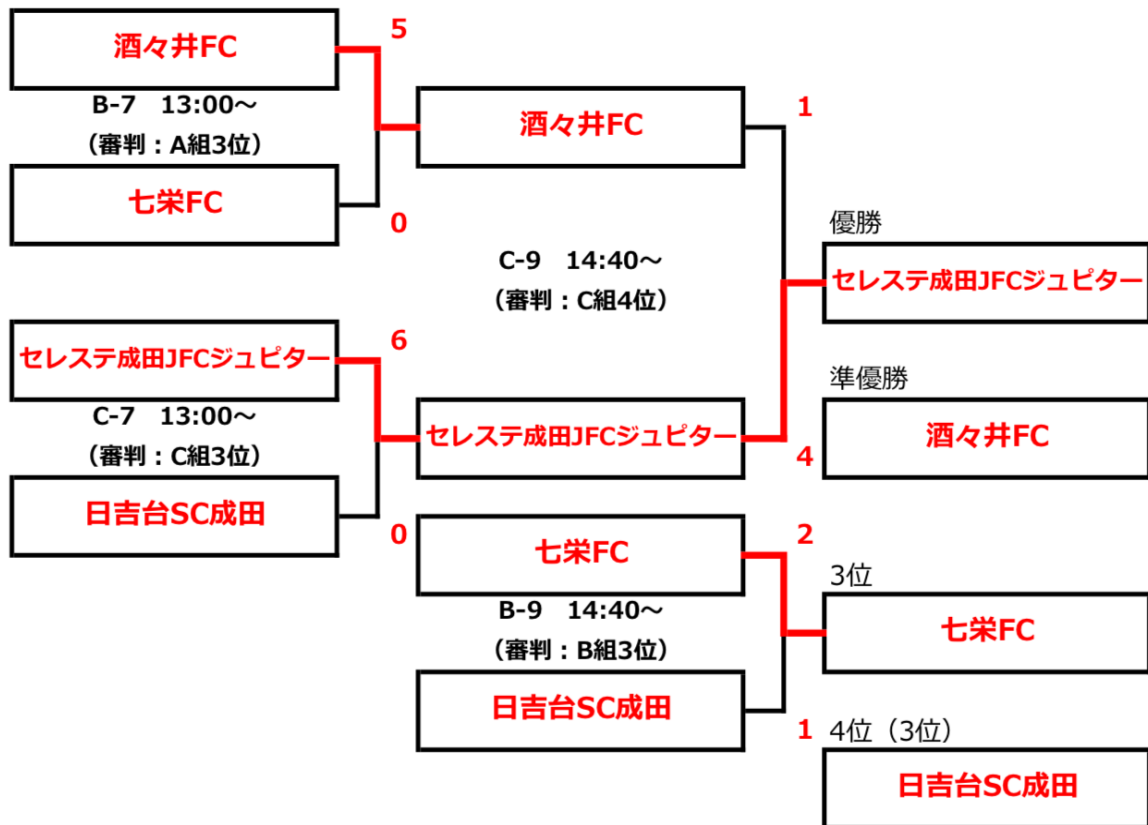 酒々井FC
5
B-7 13:00～
（審判：A組3位）
七栄FC
0
セレステ成田JFCジュピター
6
C-7 13:00～
（審判：C組3位）
日吉台SC成田
0
酒々井FC
1
C-9 14:40～
（審判：C組4位）
セレステ成田JFCジュピター
4
七栄FC
2
B-9 14:40～
（審判：B組3位）
日吉台SC成田
1
優勝
セレステ成田JFCジュピター
準優勝
酒々井FC
3位
七栄FC
4位（3位）
日吉台SC成田